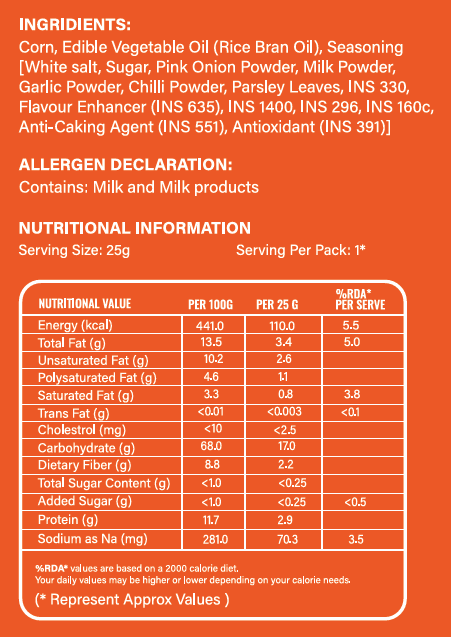 INGRIDIENTS:
Corn, Edible Vegetable Oil (Rice Bran Oil), Seasoning
[White salt, Sugar, Pink Onion Powder, Milk Powder,
Garlic Powder, Chilli Powder, Parsley Leaves, INS 330,
Flavour Enhancer (INS 635), INS 1400, INS 296, INS 160c,
Anti-Caking Agent (INS 551), Antioxidant (INS 391)]
ALLERGEN DECLARATION:
Contains: Milk and Milk products
NUTRITIONAL INFORMATION
Serving Size: 25g Serving Per Pack: 1*
NUTRITIONAL VALUE PER 100G PER 25 G %RDA* PER SERVE
Energy (kcal) 441.0 110.0 5.5
Total Fat (g) 13.5 3.4 5.0
Unsaturated Fat (g) 10.2 2.6
Polysaturated Fat (g) 4.6 1.1
Saturated Fat (g) 3.3 0.8 3.8
Trans Fat (g) <0.01 <0.003 <0.1
Cholestrol (mg) <10 <2.5
Carbohydrate (g) 68.0 17.0
Dietary Fiber (g) 8.8 2.2
Total Sugar Content (g) <1.0 <0.25
Added Sugar (g) <1.0 <0.25 <0.5
Protein (g) 11.7 2.9
Sodium as Na (mg) 281.0 70.3 3.5
%RDA* values are based on a 2000 calorie diet.
Your daily values may be higher or lower depending on your calorie needs.
(* Represent Approx Values )